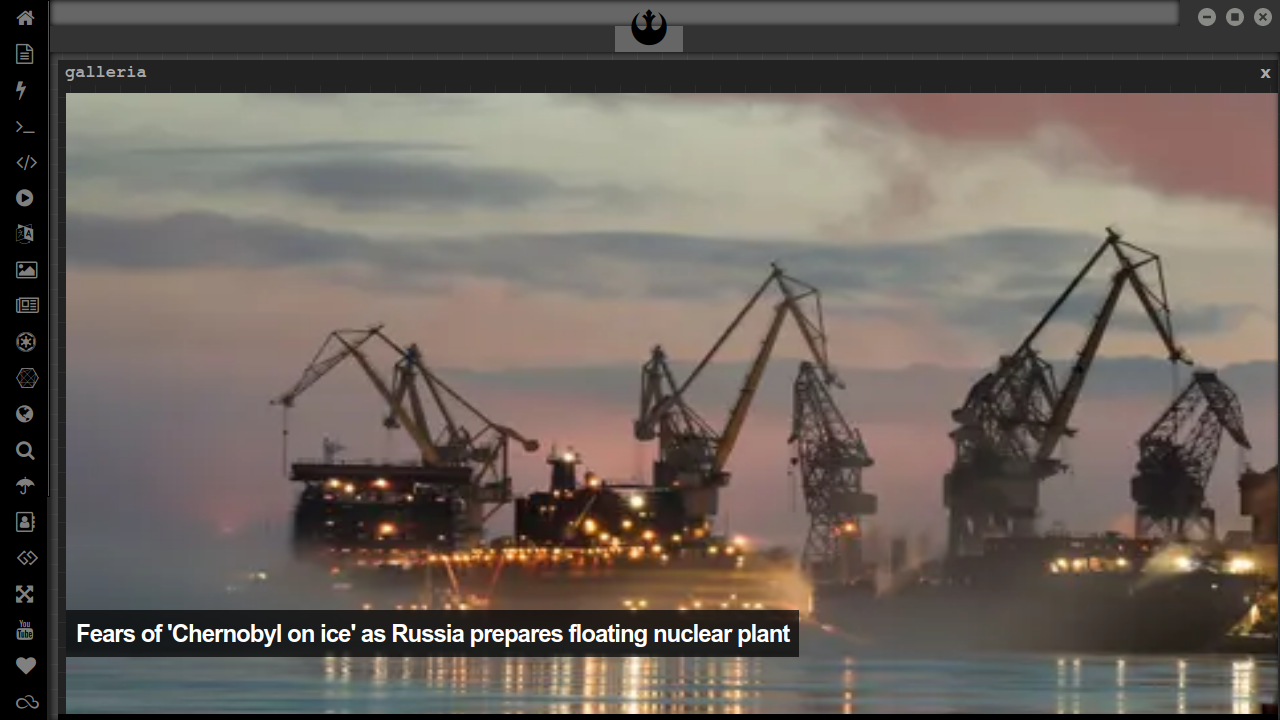 galleria
x
Fears of 'Chernobyl on ice' as Russia prepares floating nuclear plant
You
Tube